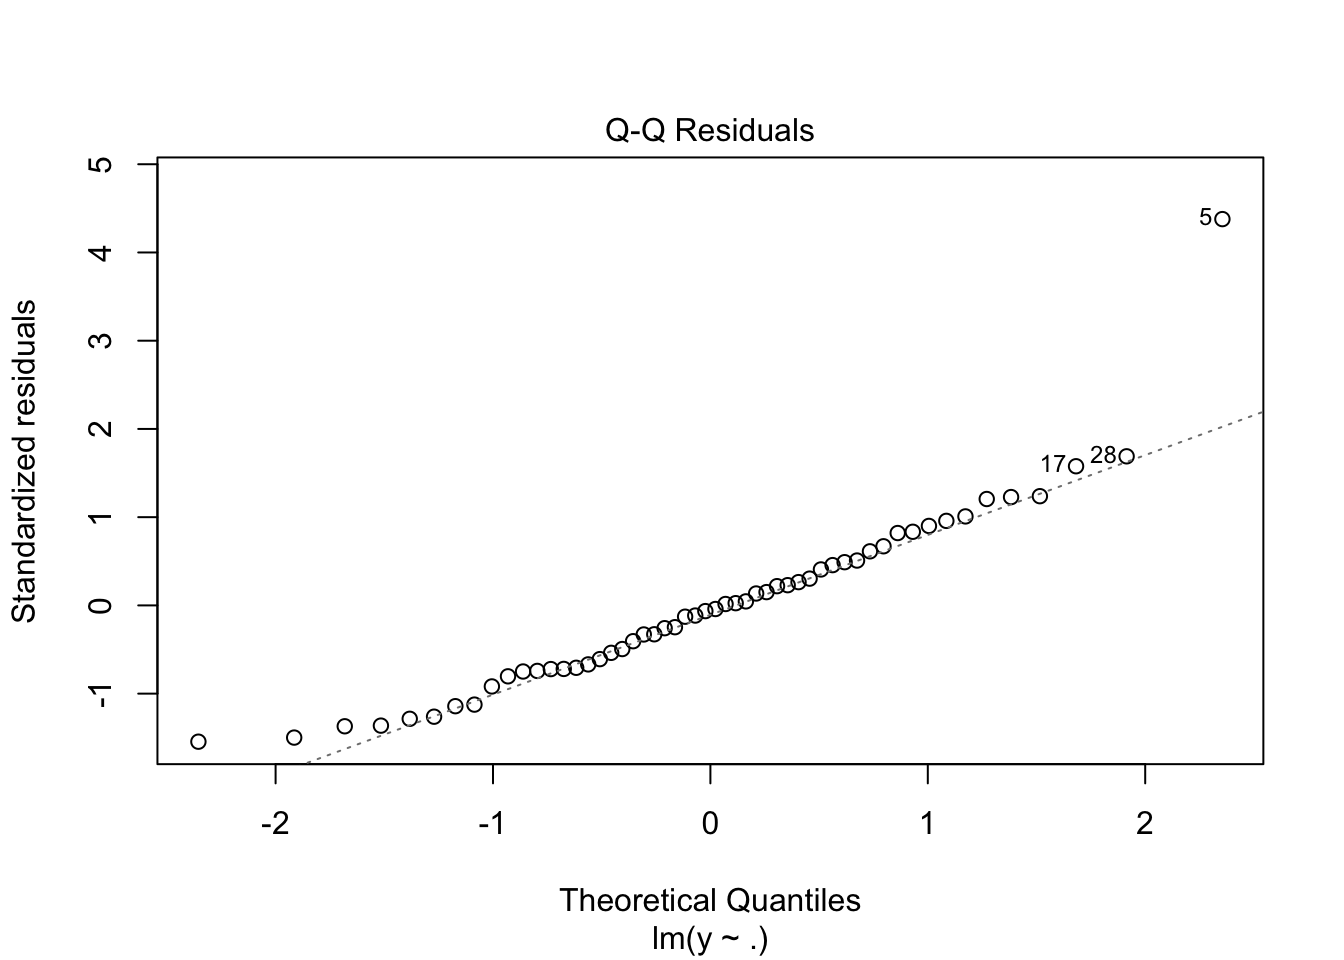 Q-Q Residuals
5
4
3
2
1
0
-1
Standardized residuals
5
17
28
-2 -1 0 1 2
Theoretical Quantiles
lm(y ~ .)